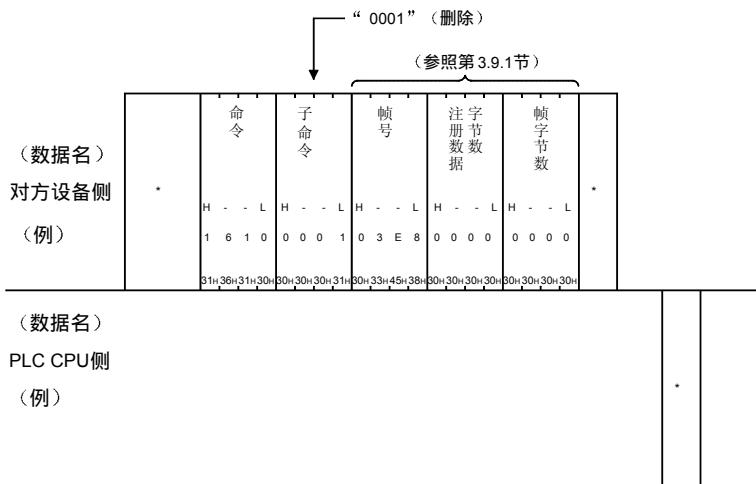 “ 0001”（删除）
（参照第3.9.1节）
命令
子命令
帧号
注册数据
字节数
帧字节数
（数据名）
对方设备侧
（例）
*
*
H - - L H - - L H - - L H - - L H - - L
1 6 1 0 0 0 0 1 0 3 E 8 0 0 0 0 0 0 0 0
31H 36H 31H 30H 30H 30H 30H 31H 30H 33H 45H 38H 30H 30H 30H 30H 30H 30H 30H 30H
（数据名）
PLC CPU侧
（例）
*